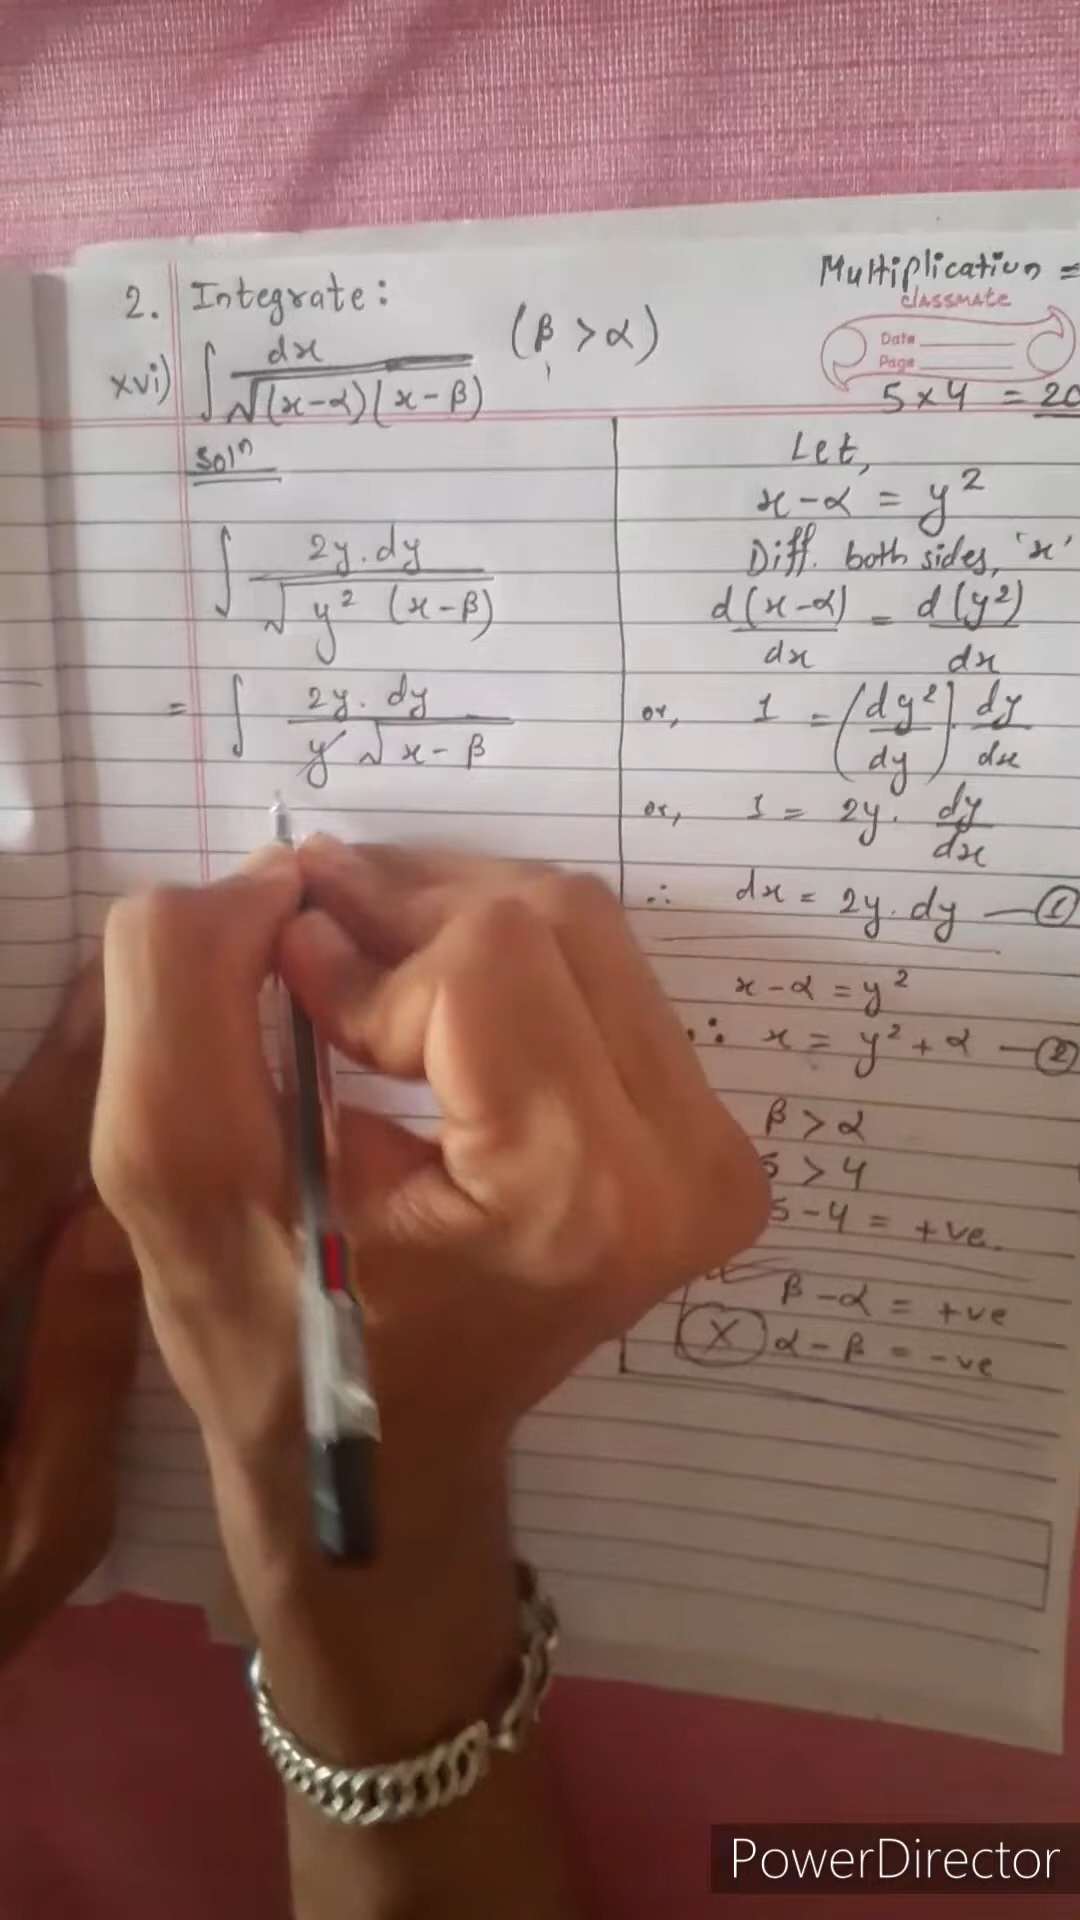 Multiplication =
classmate
Date
Page
5 × 4 = 20
2. Integrate:
xvi) ∫ dx / √(x-α)(x-β) (β > α)
Solⁿ
∫ 2y.dy / √y² (x-β)
= ∫ 2y. dy / y √x-β
Let,
x-α = y²
Diff. both sides, 'x'
d(x-α)/dx = d(y²)/dx
or, 1 = (dy²/dy) . dy/dx
or, 1 = 2y. dy/dx
∴ dx = 2y. dy — ①
x-α = y²
∴ x = y² + α — ②
β > α
5 > 4
5-4 = +ve.
β-α = +ve
X α-β = -ve
PowerDirector